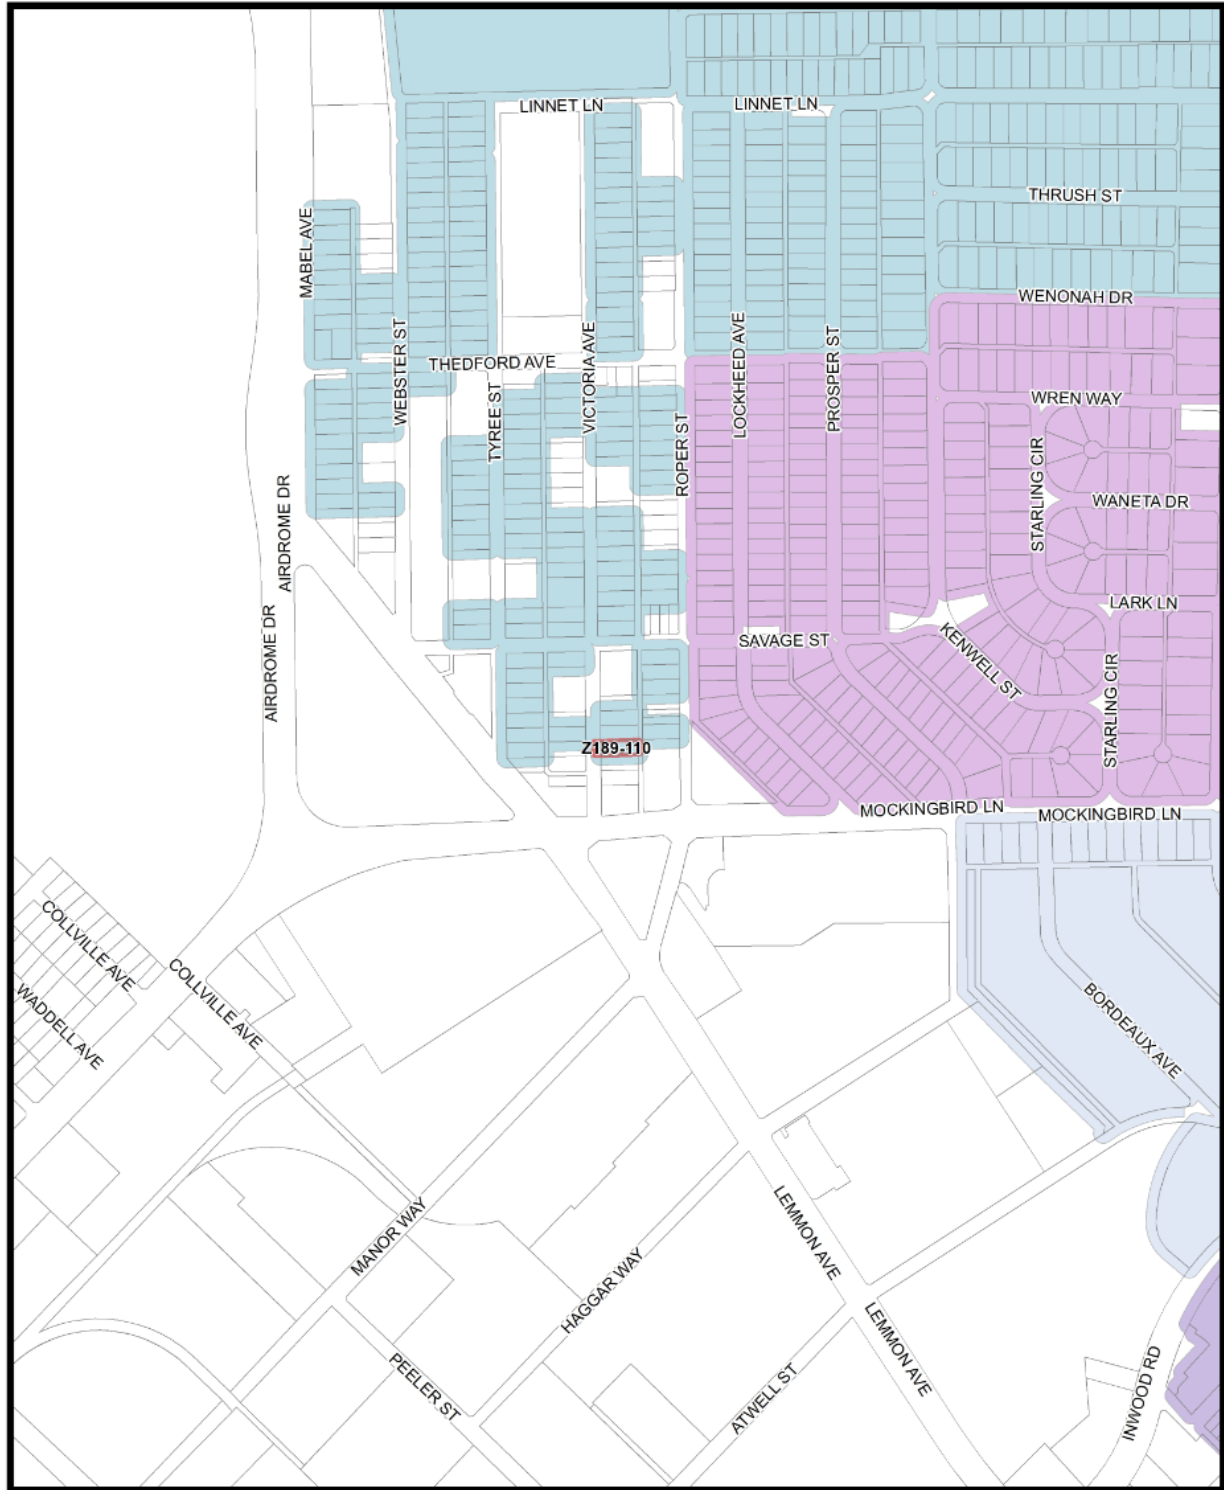 LINNET LN
LINNET LN
THRUSH ST
MABEL AVE
WENONAH DR
WEBSTER ST
THEDFORD AVE
VICTORIA AVE
LOCKHEED AVE
PROSPER ST
TYREE ST
WREN WAY
ROPER ST
STARLING CIR
WANETA DR
AIRDROME DR
LARK LN
AIRDROME DR
SAVAGE ST
KENWELL ST
STARLING CIR
Z189-110
MOCKINGBIRD LN
MOCKINGBIRD LN
COLLVILLE AVE
COLLVILLE AVE
WADDELL AVE
BORDEAUX AVE
MANOR WAY
LEMMON AVE
HAGGAR WAY
LEMMON AVE
PEELER ST
ATWELL ST
INWOOD RD